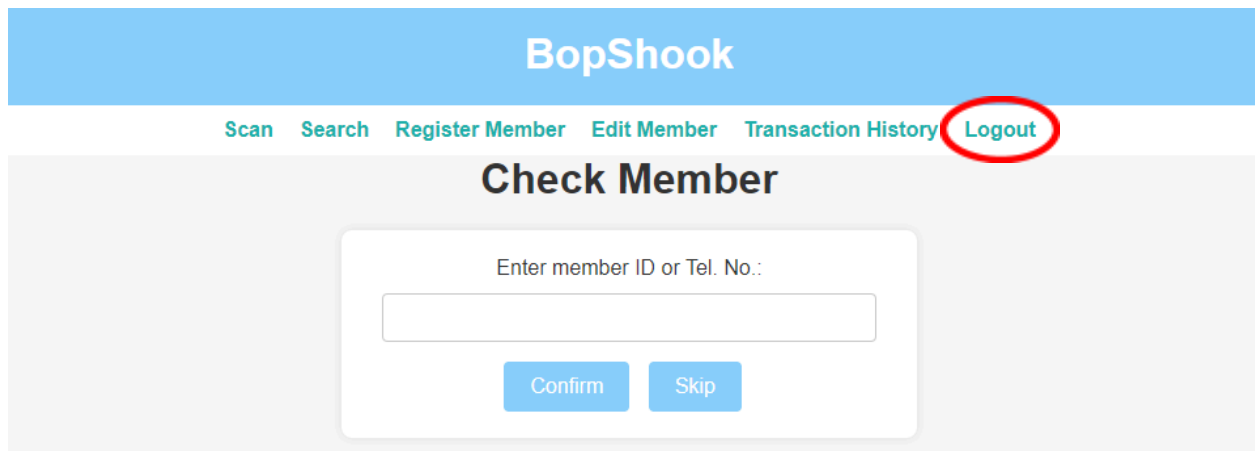 BopShook
Scan Search Register Member Edit Member Transaction History Logout
Check Member
Enter member ID or Tel. No.:
Confirm Skip